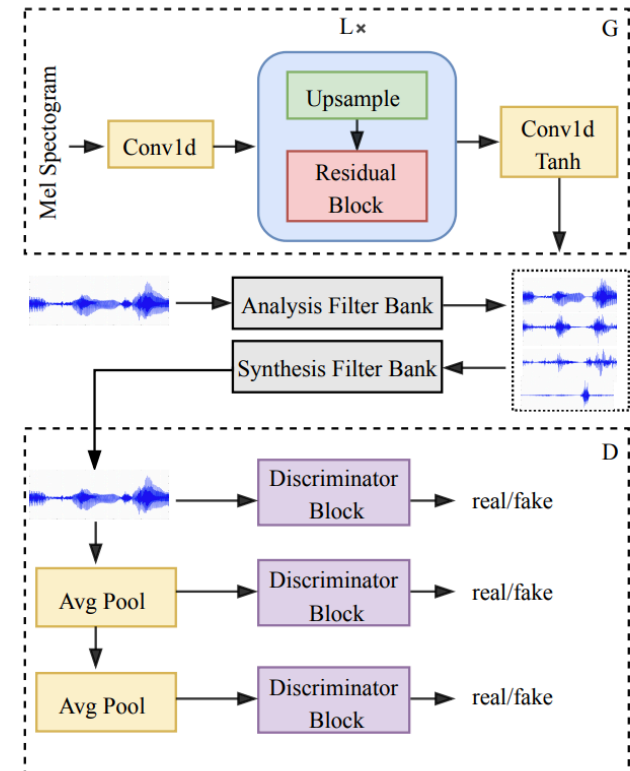 L×
G
Mel Spectogram
Conv1d
Upsample
Residual
Block
Conv1d
Tanh
Analysis Filter Bank
Synthesis Filter Bank
D
Discriminator
Block
real/fake
Avg Pool
Discriminator
Block
real/fake
Avg Pool
Discriminator
Block
real/fake